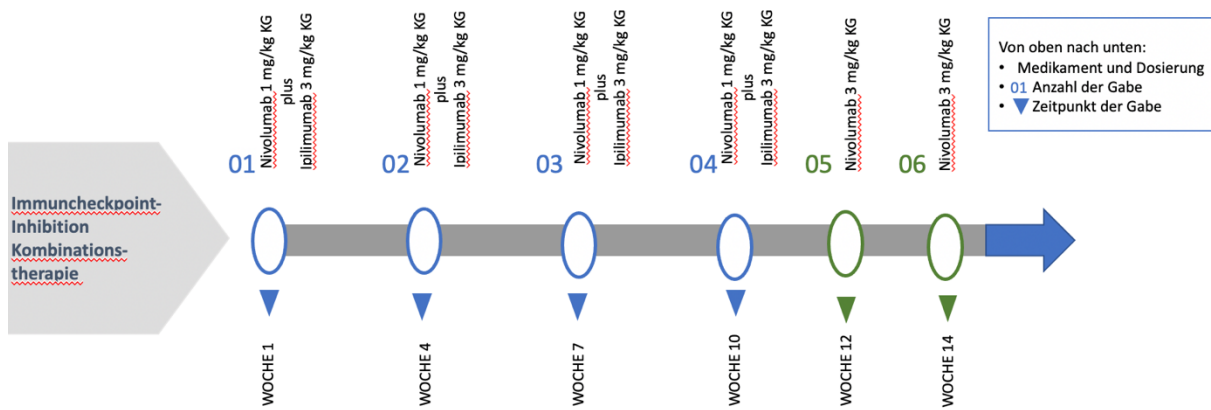 Immuncheckpoint-
Inhibition
Kombinations-
therapie
01
Nivolumab 1 mg/kg KG
plus
Ipilimumab 3 mg/kg KG
WOCHE 1
02
Nivolumab 1 mg/kg KG
plus
Ipilimumab 3 mg/kg KG
WOCHE 4
03
Nivolumab 1 mg/kg KG
plus
Ipilimumab 3 mg/kg KG
WOCHE 7
04
Nivolumab 1 mg/kg KG
plus
Ipilimumab 3 mg/kg KG
WOCHE 10
05
Nivolumab 3 mg/kg KG
WOCHE 12
06
Nivolumab 3 mg/kg KG
WOCHE 14
Von oben nach unten:
• Medikament und Dosierung
• 01 Anzahl der Gabe
• Zeitpunkt der Gabe